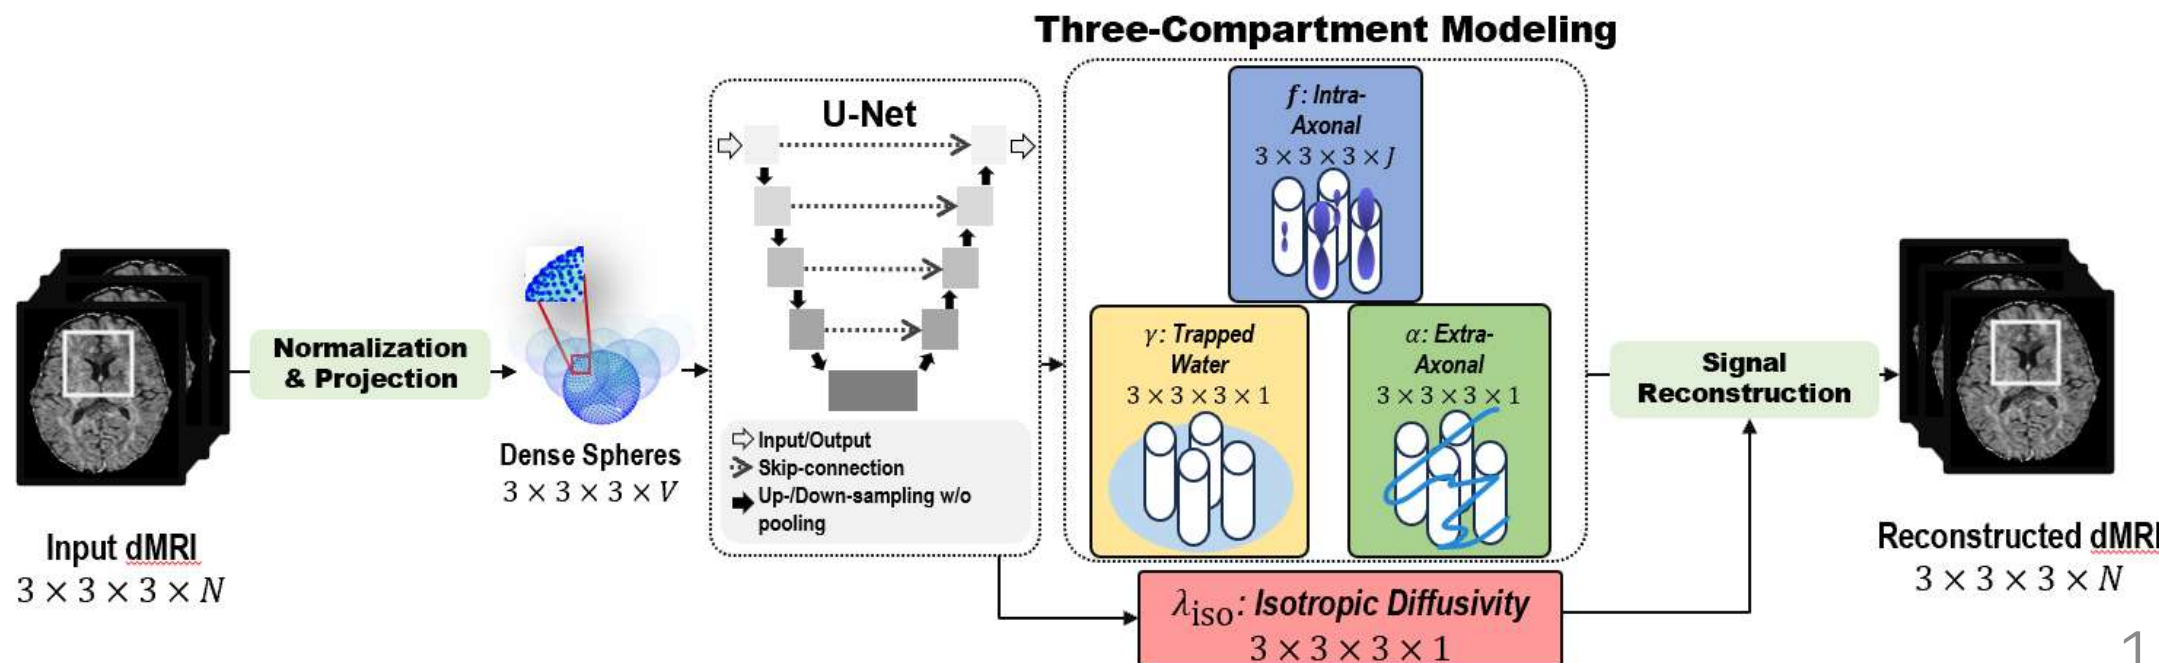 Three-Compartment Modeling
Input dMRI
3 × 3 × 3 × N
Normalization
& Projection
Dense Spheres
3 × 3 × 3 × V
U-Net
Input/Output
Skip-connection
Up-/Down-sampling w/o
pooling
f: Intra-
Axonal
3 × 3 × 3 × J
γ: Trapped
Water
3 × 3 × 3 × 1
α: Extra-
Axonal
3 × 3 × 3 × 1
λiso: Isotropic Diffusivity
3 × 3 × 3 × 1
Signal
Reconstruction
Reconstructed dMRI
3 × 3 × 3 × N
1